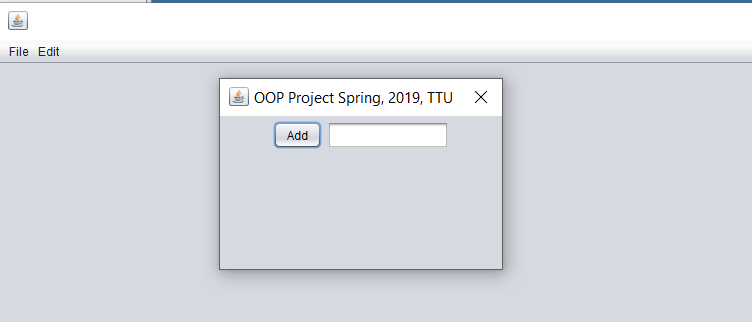 File Edit
OOP Project Spring, 2019, TTU
Add